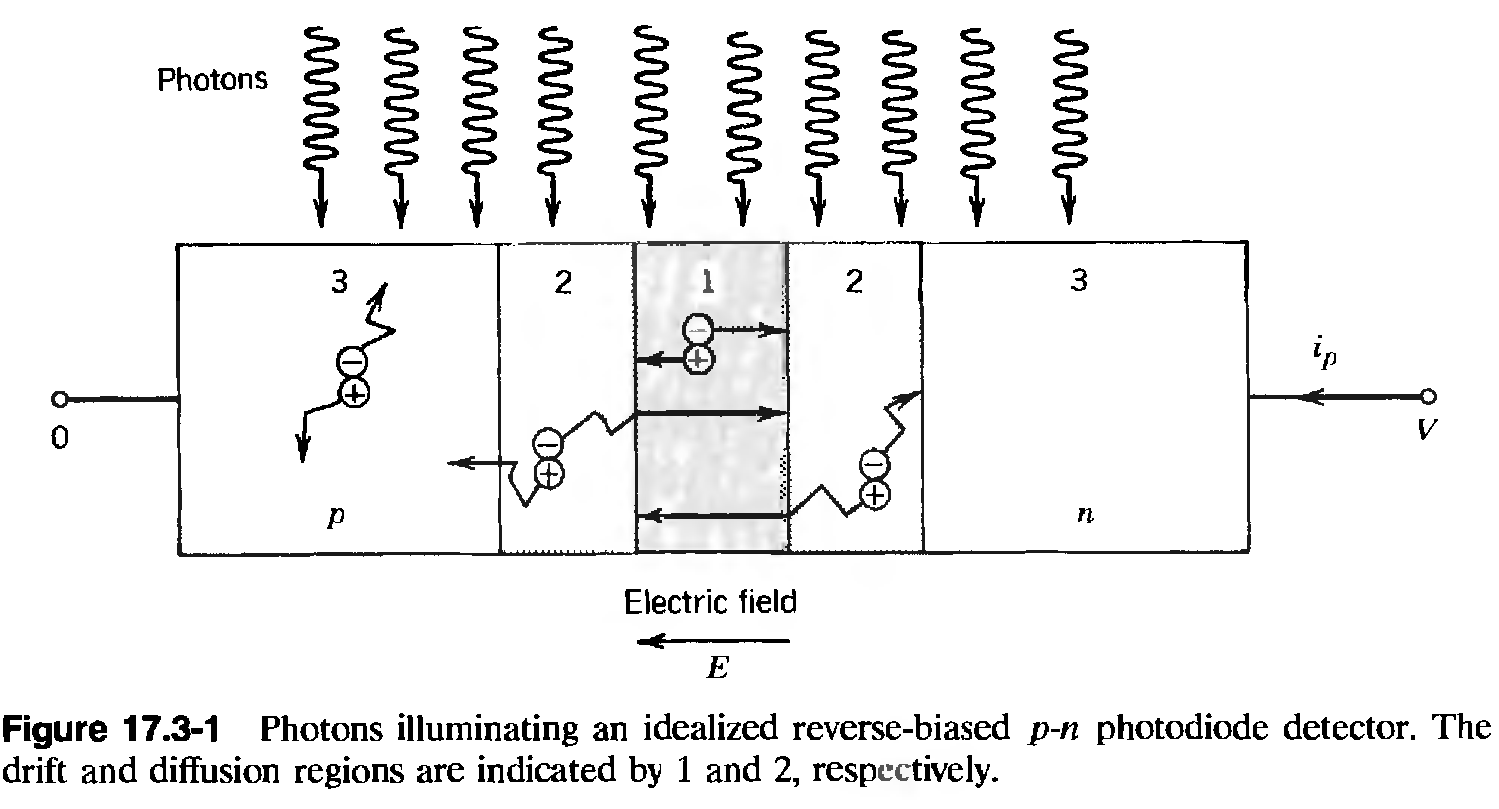 Photons
3 2 1 2 3
− +
− +
− +
− +
i_p
0
V
p
n
Electric field
E
Figure 17.3-1 Photons illuminating an idealized reverse-biased p-n photodiode detector. The
drift and diffusion regions are indicated by 1 and 2, respectively.